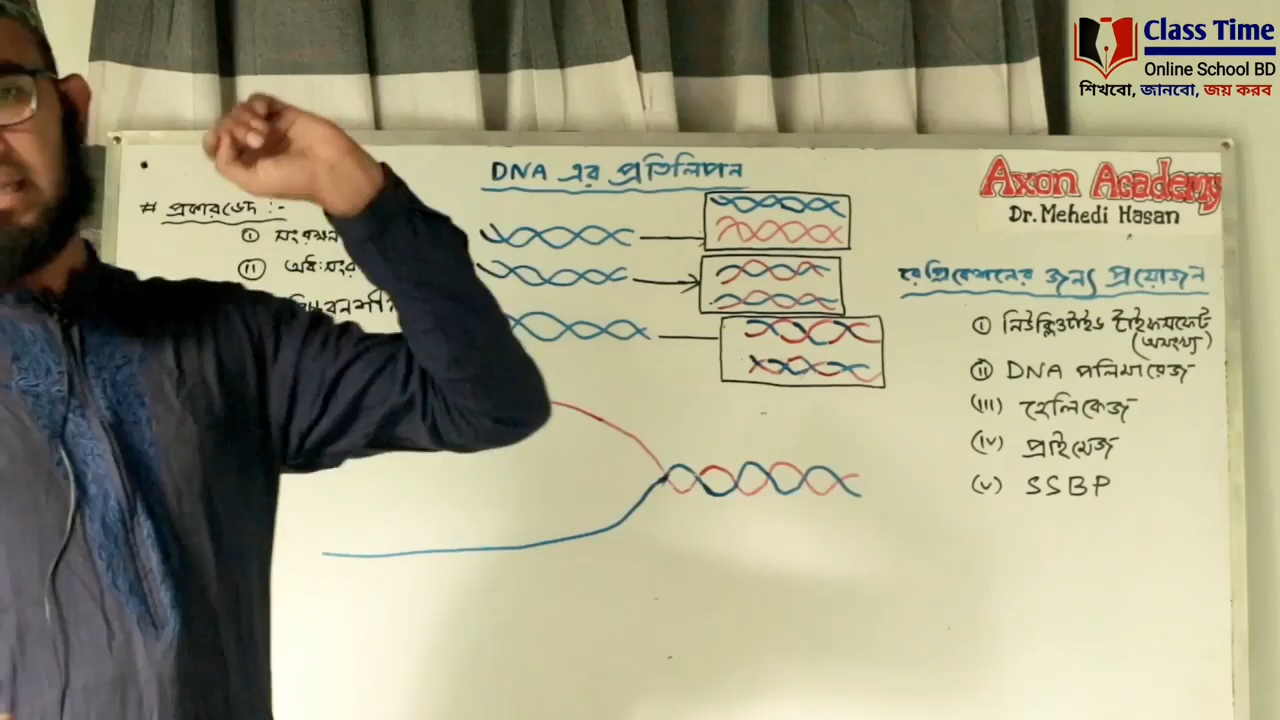 Class Time
Online School BD
শিখবো, জানবো, জয় করব
DNA এর প্রতিলিপন
Axon Academy
Dr. Mehedi Hasan
# প্রকারভেদ :-
(i)
(ii)
রেপ্লিকেশনের জন্য প্রয়োজন
(i) নিউক্লিওটাইড ট্রাইফসফেট
(অসংখ্য)
(ii) DNA পলিমারেজ
(iii) হেলিকেজ
(iv) প্রাইমেজ
(v) SSBP